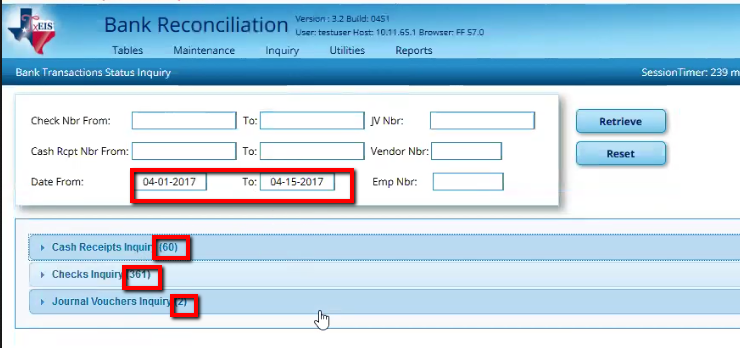 TxEIS
Bank Reconciliation Version : 3.2 Build: 0451
User: testuser Host: 10.11.65.1 Browser: FF 57.0
Tables Maintenance Inquiry Utilities Reports
Bank Transactions Status Inquiry SessionTimer: 239 m
Check Nbr From: To: JV Nbr: Retrieve
Cash Rcpt Nbr From: To: Vendor Nbr: Reset
Date From: 04-01-2017 To: 04-15-2017 Emp Nbr:
Cash Receipts Inquiry (60)
Checks Inquiry (361)
Journal Vouchers Inquiry (2)